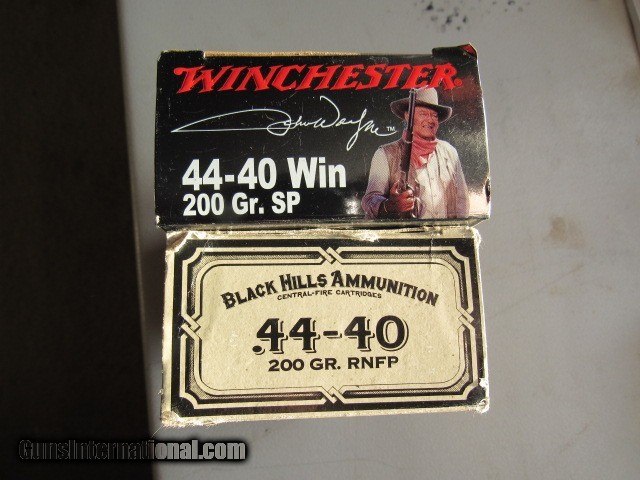 WINCHESTER
John Wayne™
44-40 Win
200 Gr. SP
BLACK HILLS AMMUNITION
CENTRAL-FIRE CARTRIDGES
.44-40
200 GR. RNFP
GunsInternational.com